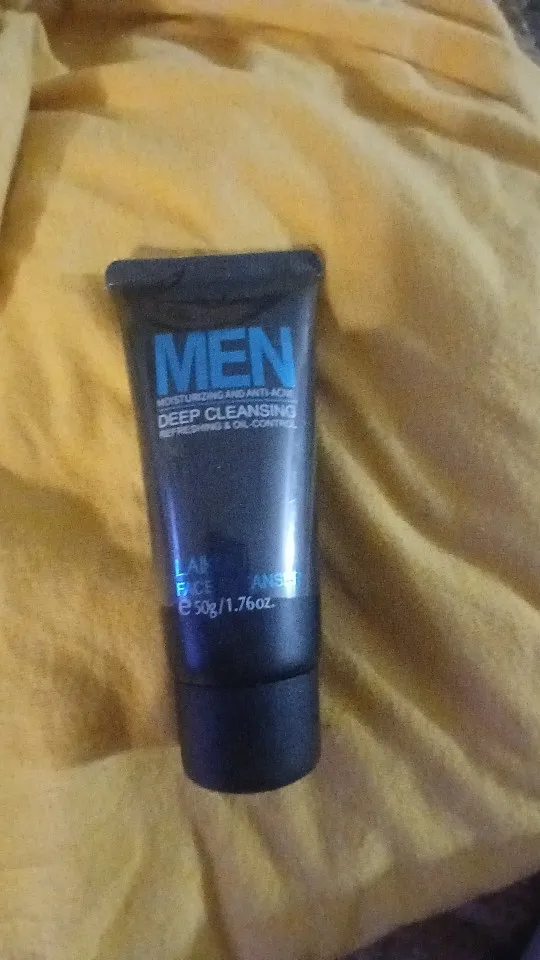 MEN
MOISTURIZING AND ANTI-ACNE
DEEP CLEANSING
REFRESHING & OIL-CONTROL
FACE
e 50g/1.76oz.